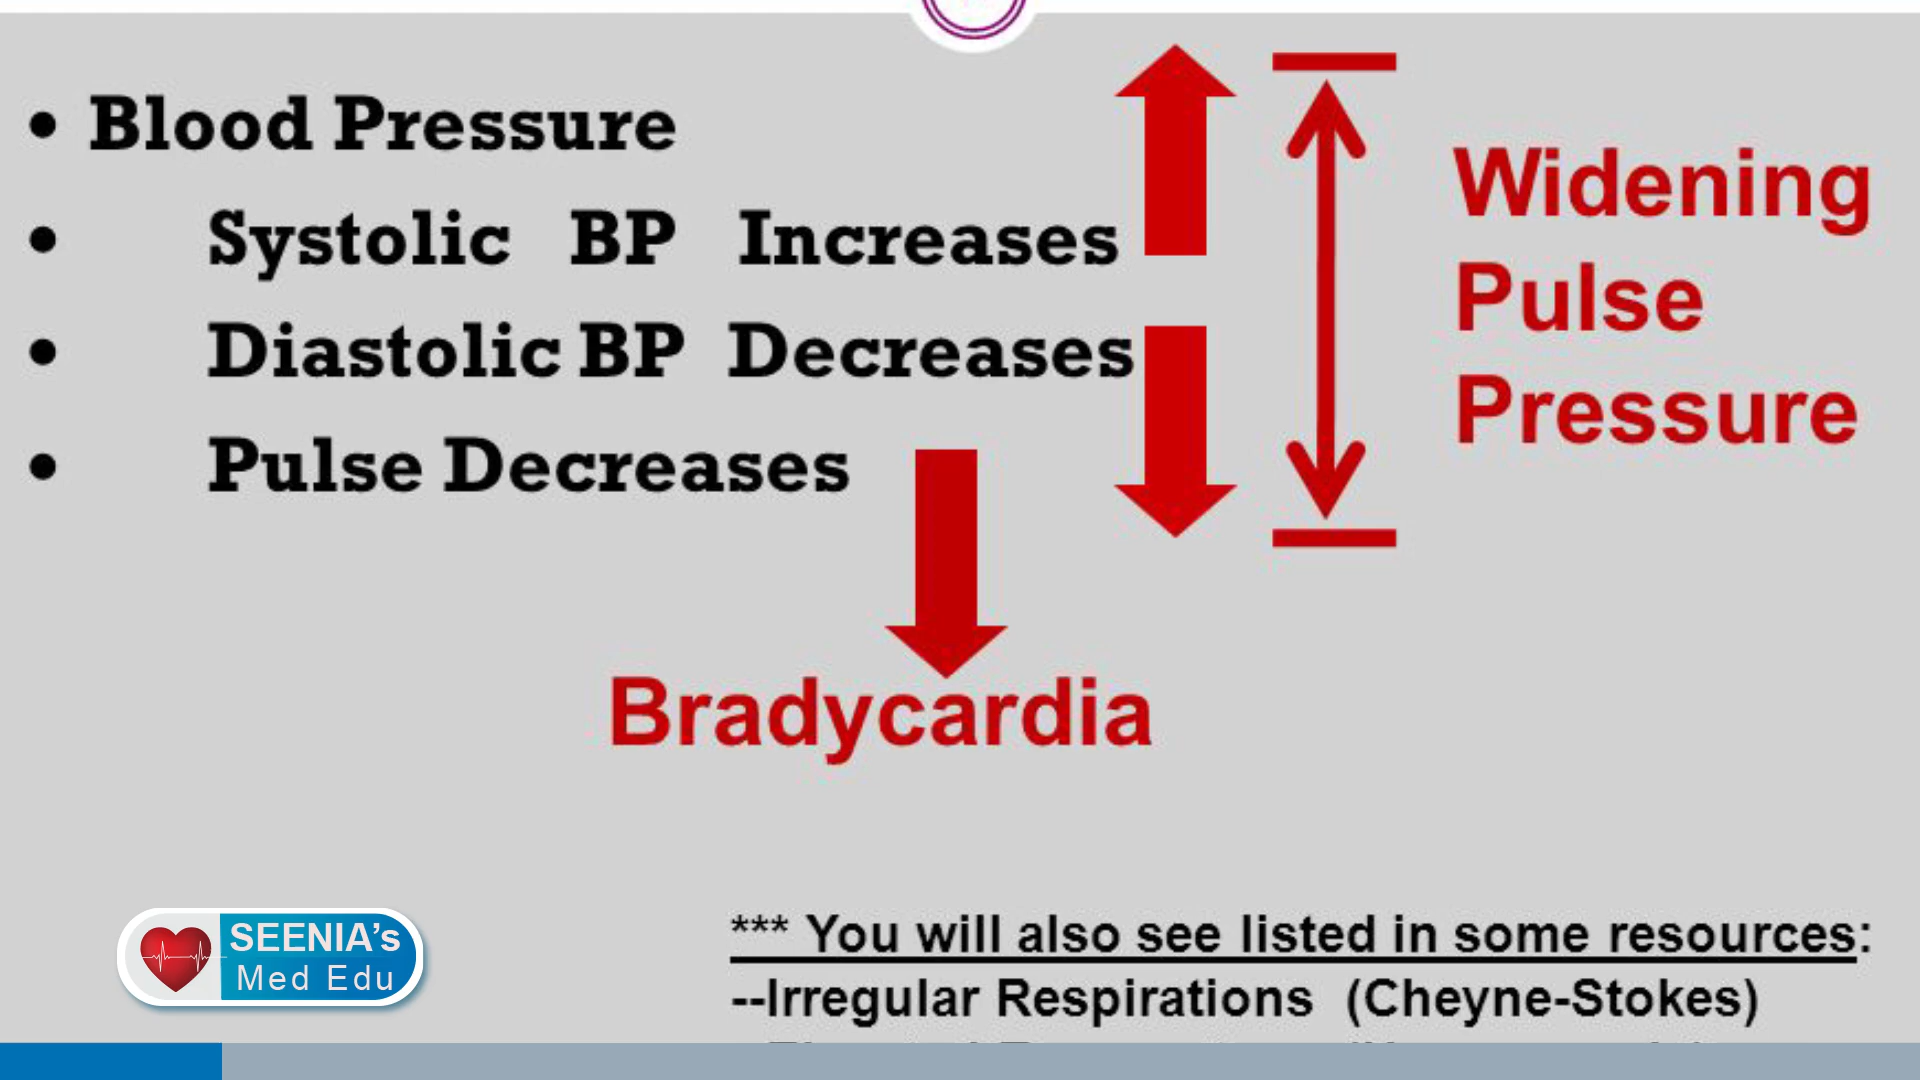 • Blood Pressure
• Systolic BP Increases
• Diastolic BP Decreases
• Pulse Decreases
Widening
Pulse
Pressure
Bradycardia
*** You will also see listed in some resources:
--Irregular Respirations (Cheyne-Stokes)
SEENIA's
Med Edu